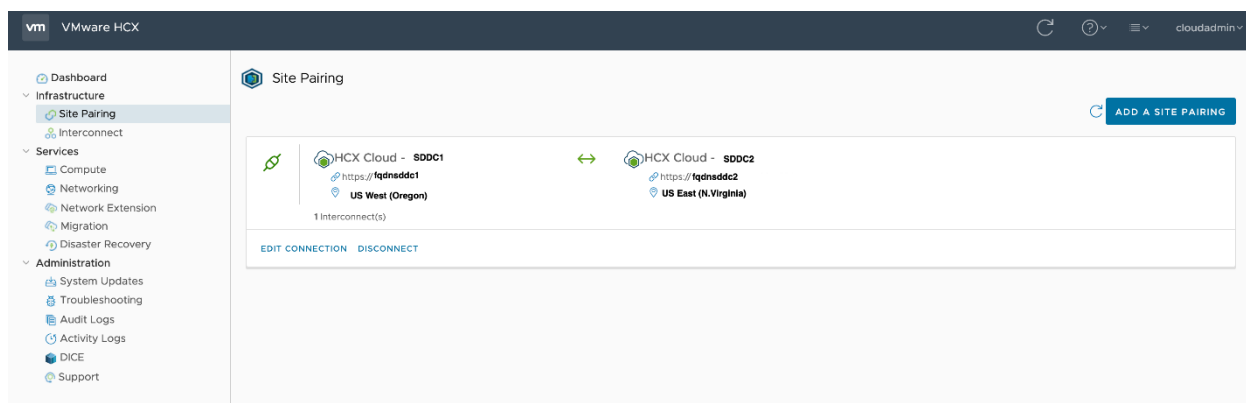 vm VMware HCX cloudadmin
Dashboard
Infrastructure
Site Pairing
Interconnect
Services
Compute
Networking
Network Extension
Migration
Disaster Recovery
Administration
System Updates
Troubleshooting
Audit Logs
Activity Logs
DICE
Support
Site Pairing
ADD A SITE PAIRING
HCX Cloud - SDDC1
https://fqdnsddc1
US West (Oregon)
1 Interconnect(s)
HCX Cloud - SDDC2
https://fqdnsddc2
US East (N.Virginia)
EDIT CONNECTION DISCONNECT